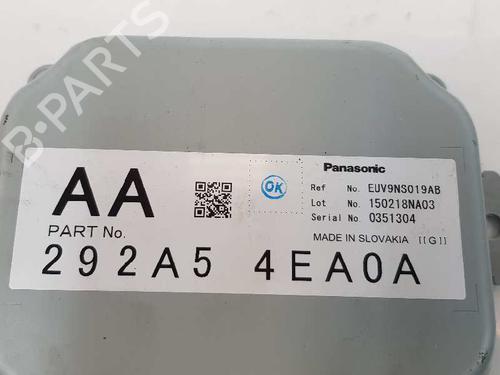 B-PARTS
AA
OK
Panasonic
Ref No. EUV9NS019AB
Lot No. 150218NA03
Serial No. 0351304
PART No.
MADE IN SLOVAKIA [[G]]
292A5 4EA0A